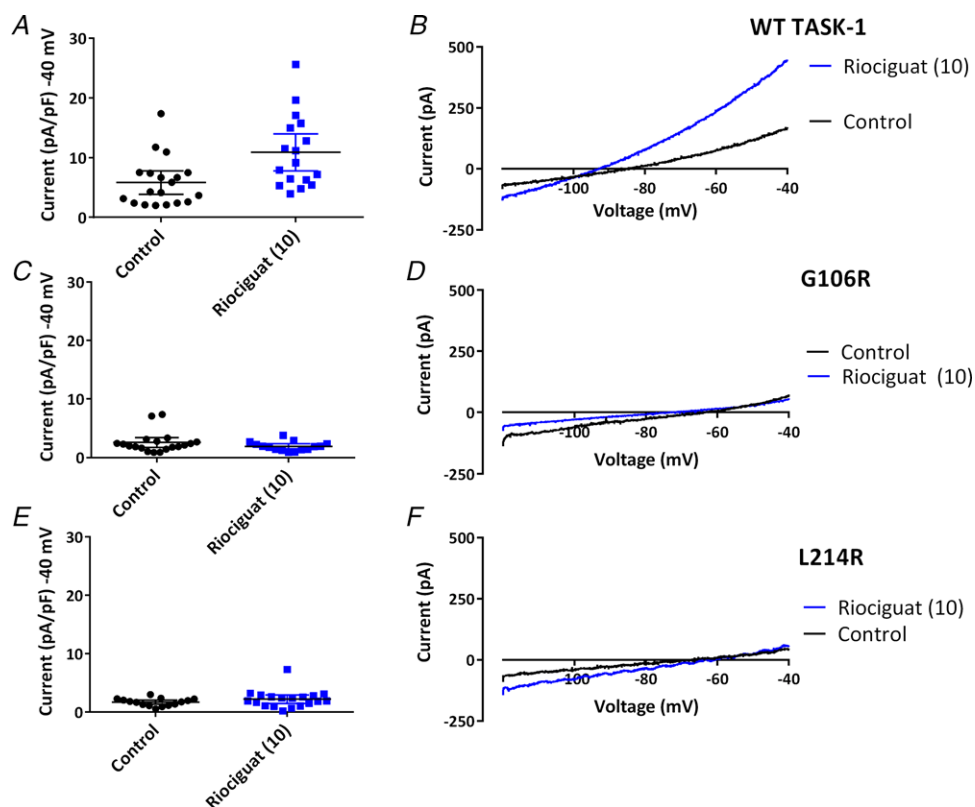 A
Current (pA/pF) -40 mV
30
20
10
0
Control
Riociguat (10)
B
WT TASK-1
Current (pA)
500
250
0
-250
-100
-80
-60
-40
Voltage (mV)
Riociguat (10)
Control
C
Current (pA/pF) -40 mV
30
20
10
0
Control
Riociguat (10)
D
G106R
Current (pA)
500
250
0
-250
-100
-80
-60
-40
Voltage (mV)
Control
Riociguat (10)
E
Current (pA/pF) -40 mV
30
20
10
0
Control
Riociguat (10)
F
L214R
Current (pA)
500
250
0
-250
-100
-80
-60
-40
Voltage (mV)
Riociguat (10)
Control